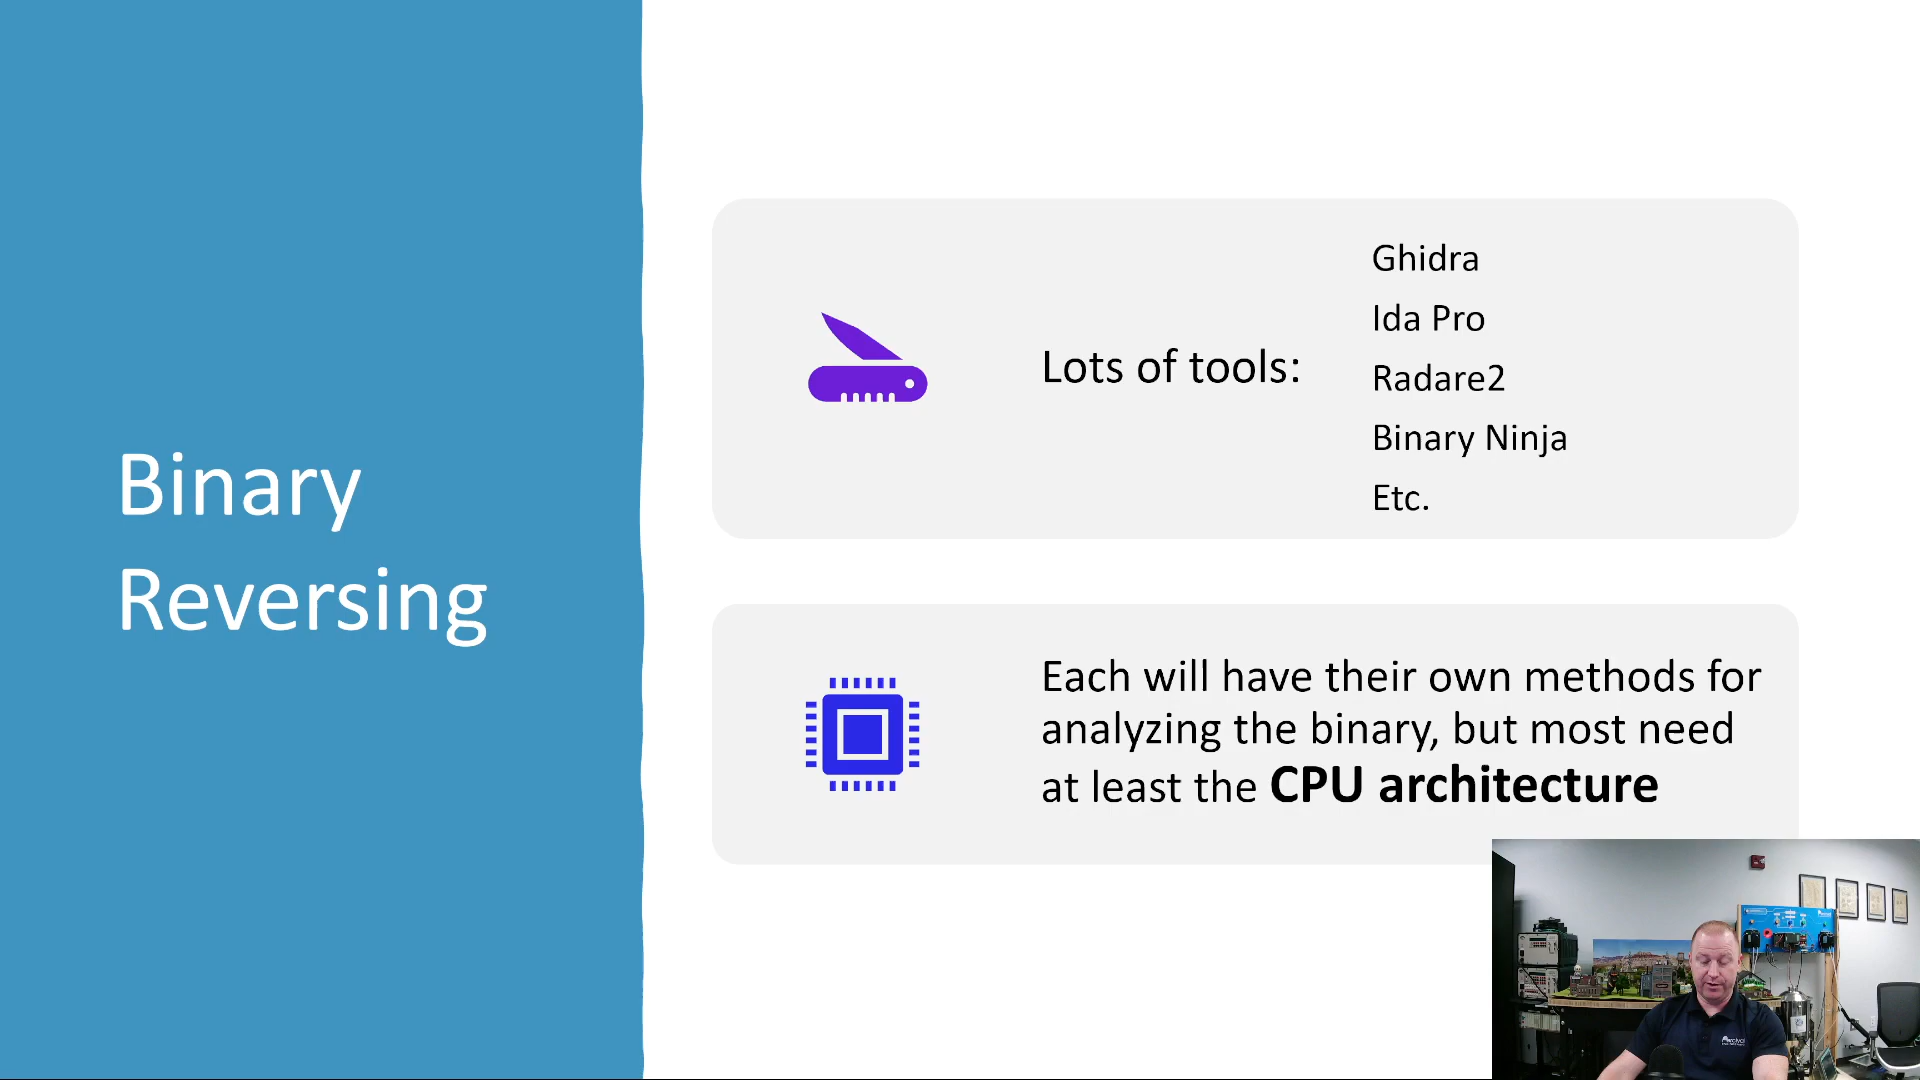 Binary
Reversing
Lots of tools:
Ghidra
Ida Pro
Radare2
Binary Ninja
Etc.
Each will have their own methods for
analyzing the binary, but most need
at least the CPU architecture